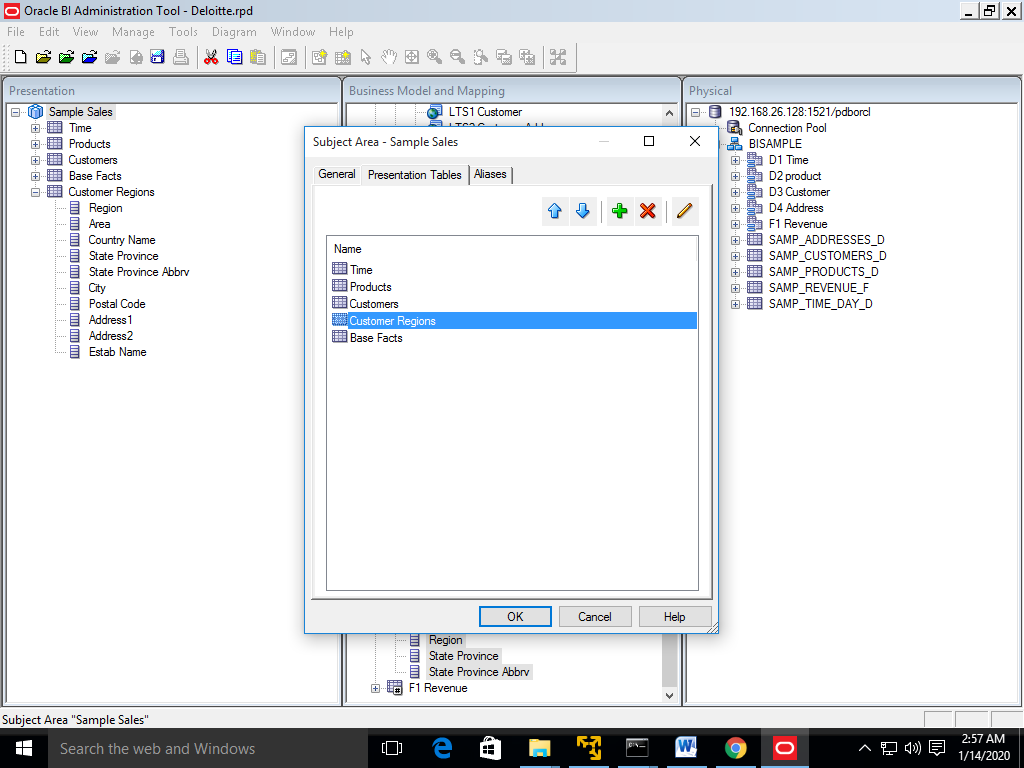 Oracle BI Administration Tool - Deloitte.rpd
File Edit View Manage Tools Diagram Window Help
Presentation
Sample Sales
Time
Products
Customers
Base Facts
Customer Regions
Region
Area
Country Name
State Province
State Province Abbrv
City
Postal Code
Address1
Address2
Estab Name
Business Model and Mapping
LTS1 Customer
Subject Area - Sample Sales
General Presentation Tables Aliases
Name
Time
Products
Customers
Customer Regions
Base Facts
OK Cancel Help
Region
State Province
State Province Abbrv
F1 Revenue
Physical
192.168.26.128:1521/pdborcl
Connection Pool
BISAMPLE
D1 Time
D2 product
D3 Customer
D4 Address
F1 Revenue
SAMP_ADDRESSES_D
SAMP_CUSTOMERS_D
SAMP_PRODUCTS_D
SAMP_REVENUE_F
SAMP_TIME_DAY_D
Subject Area "Sample Sales"
Search the web and Windows
2:57 AM
1/14/2020